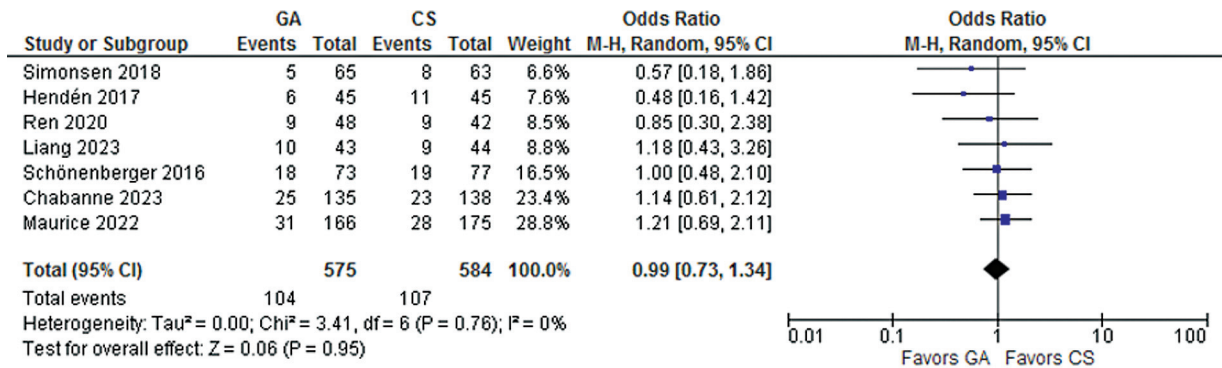 GA CS Odds Ratio Odds Ratio
Study or Subgroup Events Total Events Total Weight M-H, Random, 95% CI M-H, Random, 95% CI
Simonsen 2018 5 65 8 63 6.6% 0.57 [0.18, 1.86]
Hendén 2017 6 45 11 45 7.6% 0.48 [0.16, 1.42]
Ren 2020 9 48 9 42 8.5% 0.85 [0.30, 2.38]
Liang 2023 10 43 9 44 8.8% 1.18 [0.43, 3.26]
Schönenberger 2016 18 73 19 77 16.5% 1.00 [0.48, 2.10]
Chabanne 2023 25 135 23 138 23.4% 1.14 [0.61, 2.12]
Maurice 2022 31 166 28 175 28.8% 1.21 [0.69, 2.11]
Total (95% CI) 575 584 100.0% 0.99 [0.73, 1.34]
Total events 104 107
Heterogeneity: Tau² = 0.00; Chi² = 3.41, df = 6 (P = 0.76); I² = 0%
Test for overall effect: Z = 0.06 (P = 0.95)
0.01 0.1 1 10 100
Favors GA Favors CS